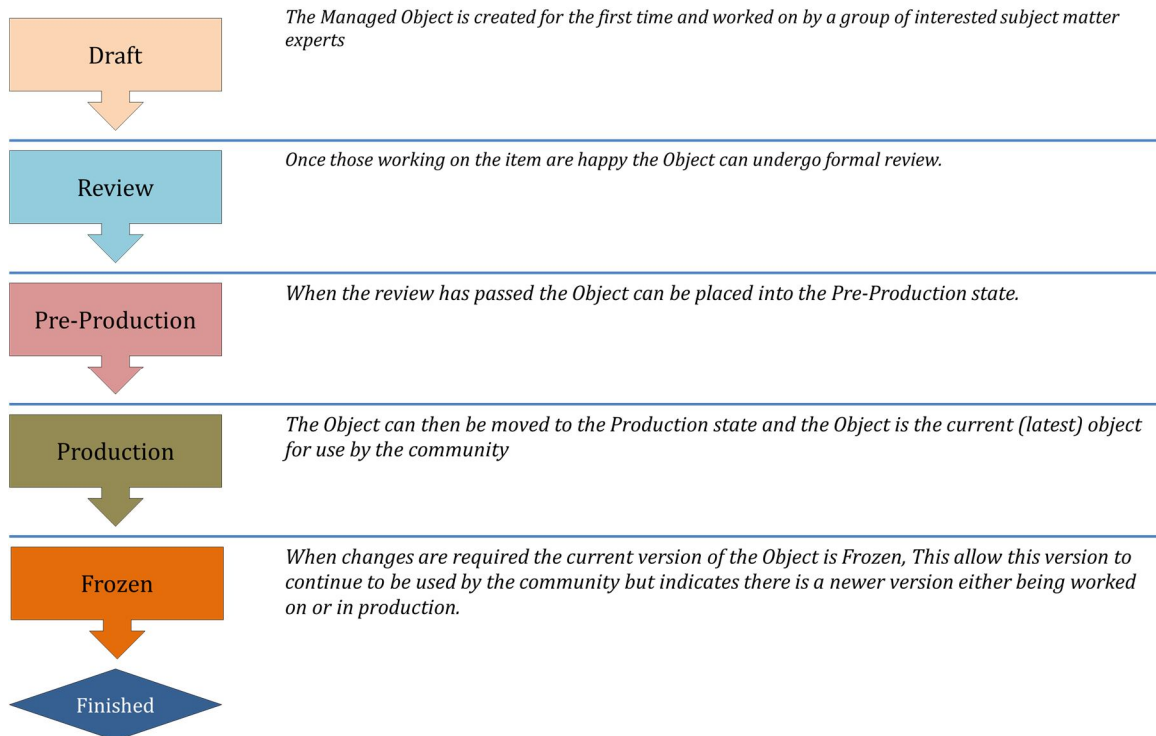 Draft
The Managed Object is created for the first time and worked on by a group of interested subject matter
experts
Review
Once those working on the item are happy the Object can undergo formal review.
Pre-Production
When the review has passed the Object can be placed into the Pre-Production state.
Production
The Object can then be moved to the Production state and the Object is the current (latest) object
for use by the community
Frozen
When changes are required the current version of the Object is Frozen, This allow this version to
continue to be used by the community but indicates there is a newer version either being worked
on or in production.
Finished